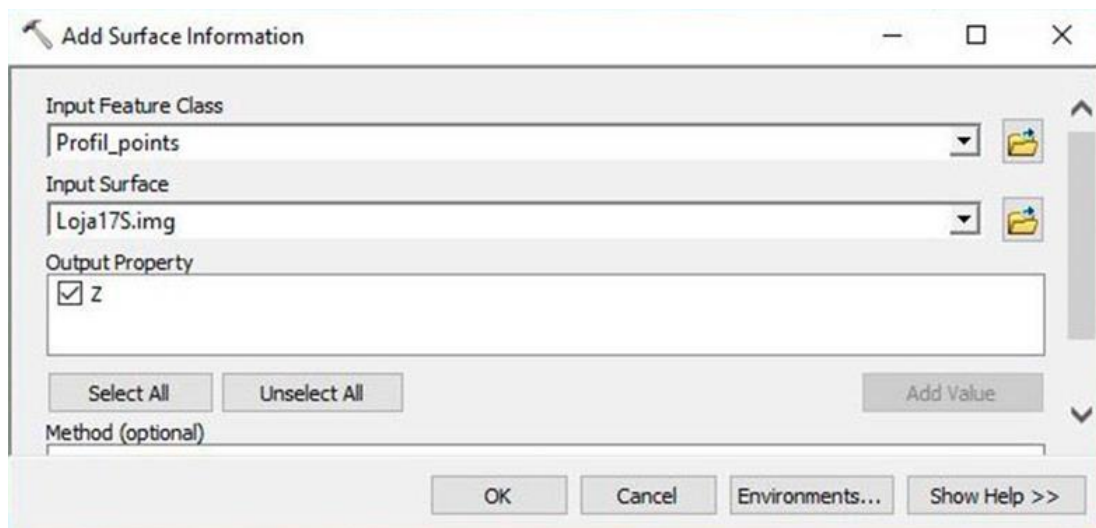 Add Surface Information
Input Feature Class
Profil_points
Input Surface
Loja17S.img
Output Property
Z
Select All Unselect All Add Value
Method (optional)
OK Cancel Environments... Show Help >>